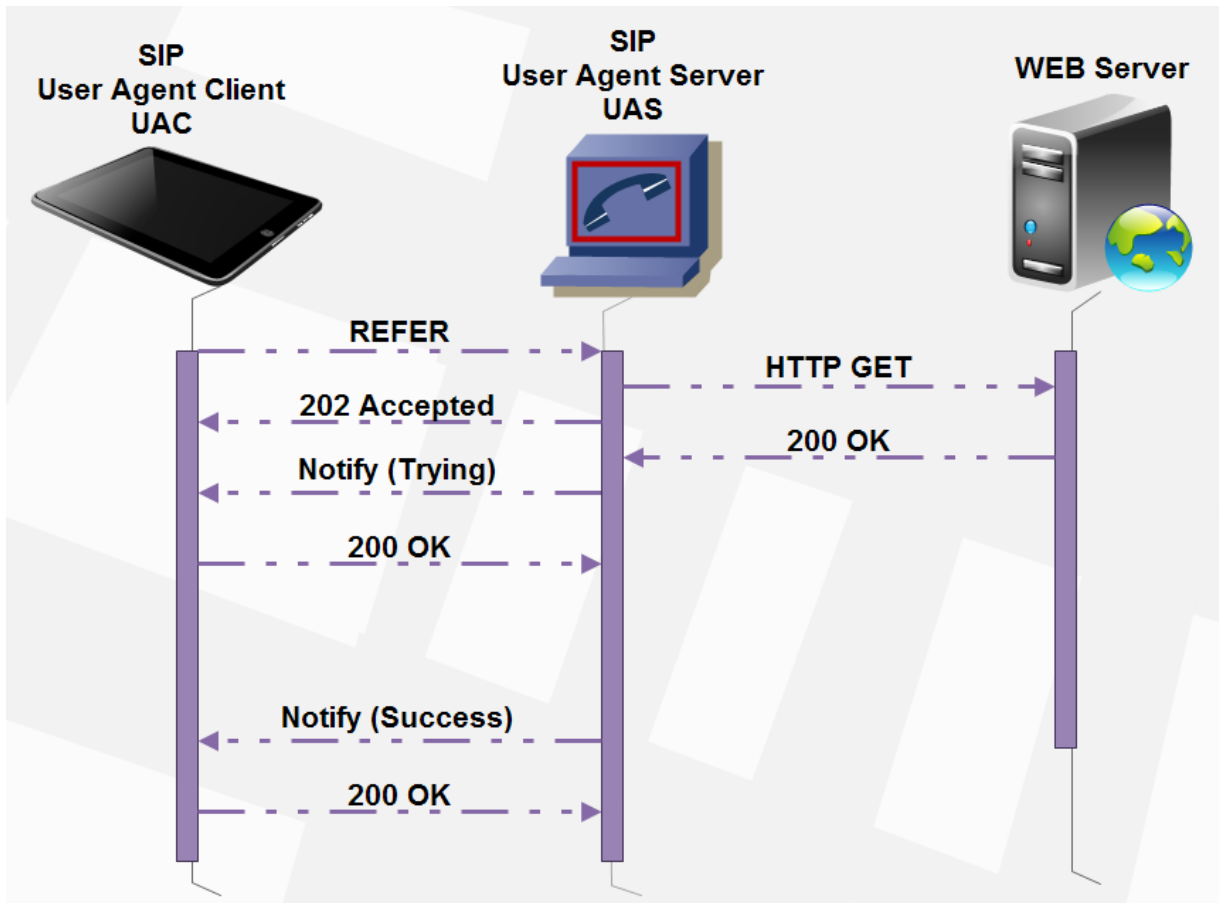 SIP
User Agent Client
UAC
SIP
User Agent Server
UAS
WEB Server
REFER
HTTP GET
202 Accepted
200 OK
Notify (Trying)
200 OK
Notify (Success)
200 OK